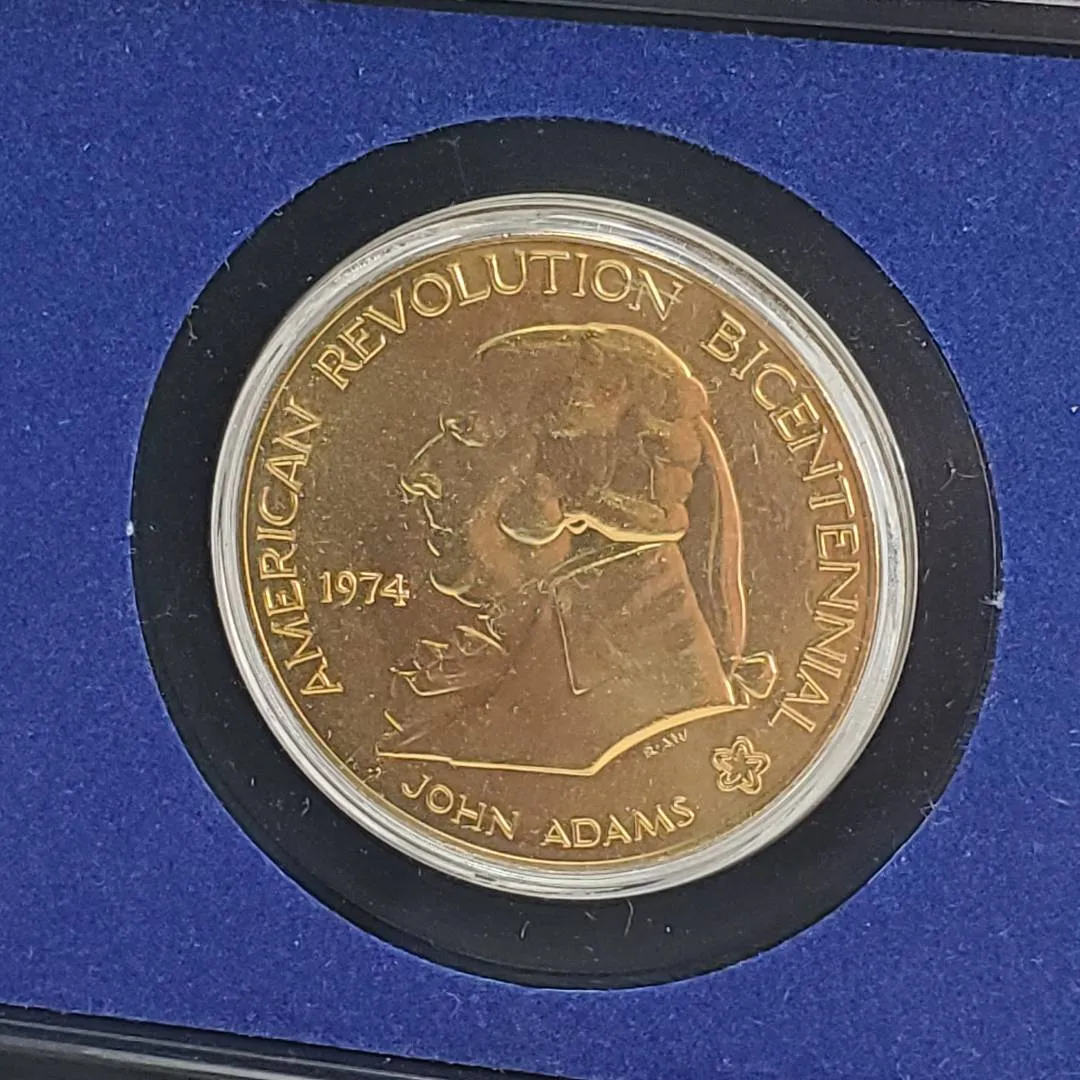 AMERICAN REVOLUTION BICENTENNIAL
1974
JOHN ADAMS